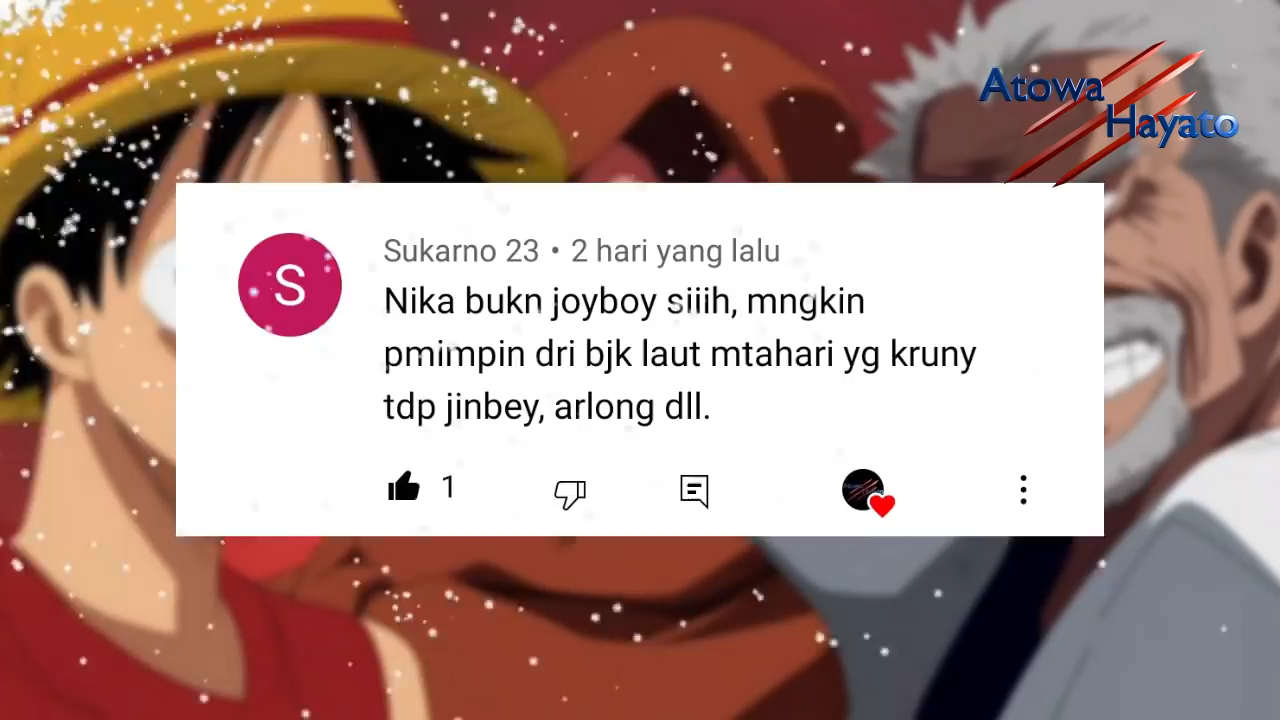 Atowa
Hayato
S
Sukarno 23 • 2 hari yang lalu
Nika bukn joyboy siiih, mngkin
pmimpin dri bjk laut mtahari yg kruny
tdp jinbey, arlong dll.
1